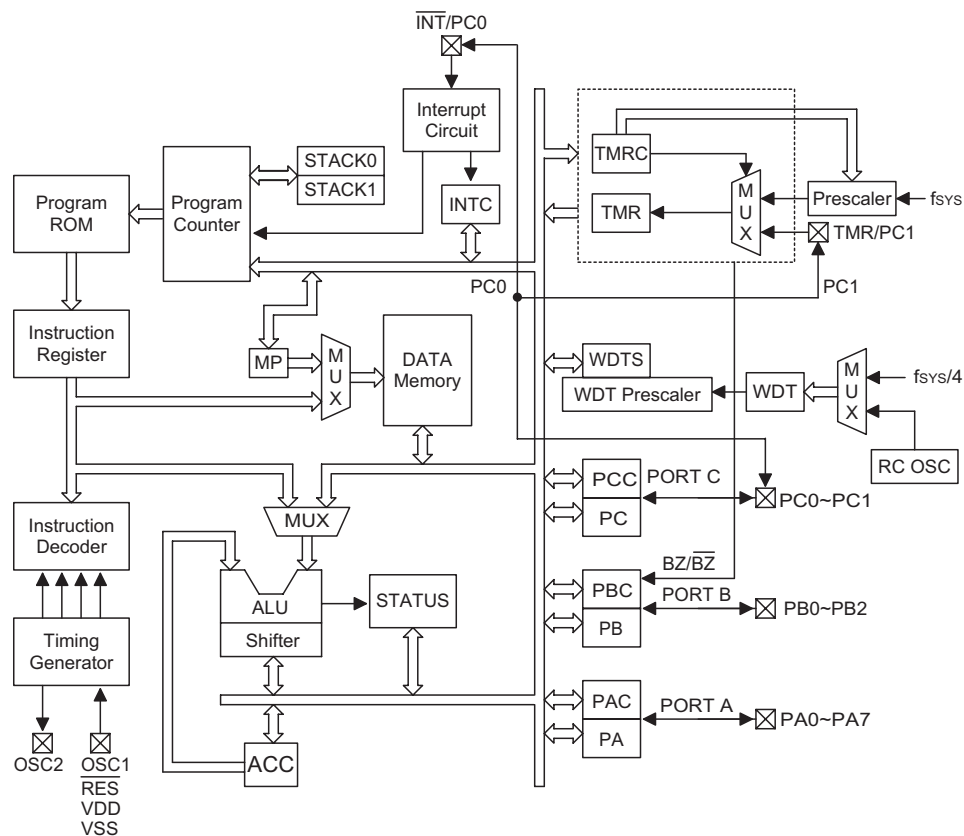 INT/PC0
Interrupt
Circuit
INTC
STACK0
STACK1
Program
Counter
Program
ROM
Instruction
Register
MP
M
U
X
DATA
Memory
MUX
Instruction
Decoder
Timing
Generator
OSC2
OSC1
RES
VDD
VSS
ALU
Shifter
STATUS
ACC
TMRC
TMR
M
U
X
Prescaler
fSYS
TMR/PC1
PC0
PC1
WDTS
WDT Prescaler
WDT
M
U
X
fSYS/4
RC OSC
PCC
PC
PORT C
PC0~PC1
BZ/BZ
PBC
PB
PORT B
PB0~PB2
PAC
PA
PORT A
PA0~PA7